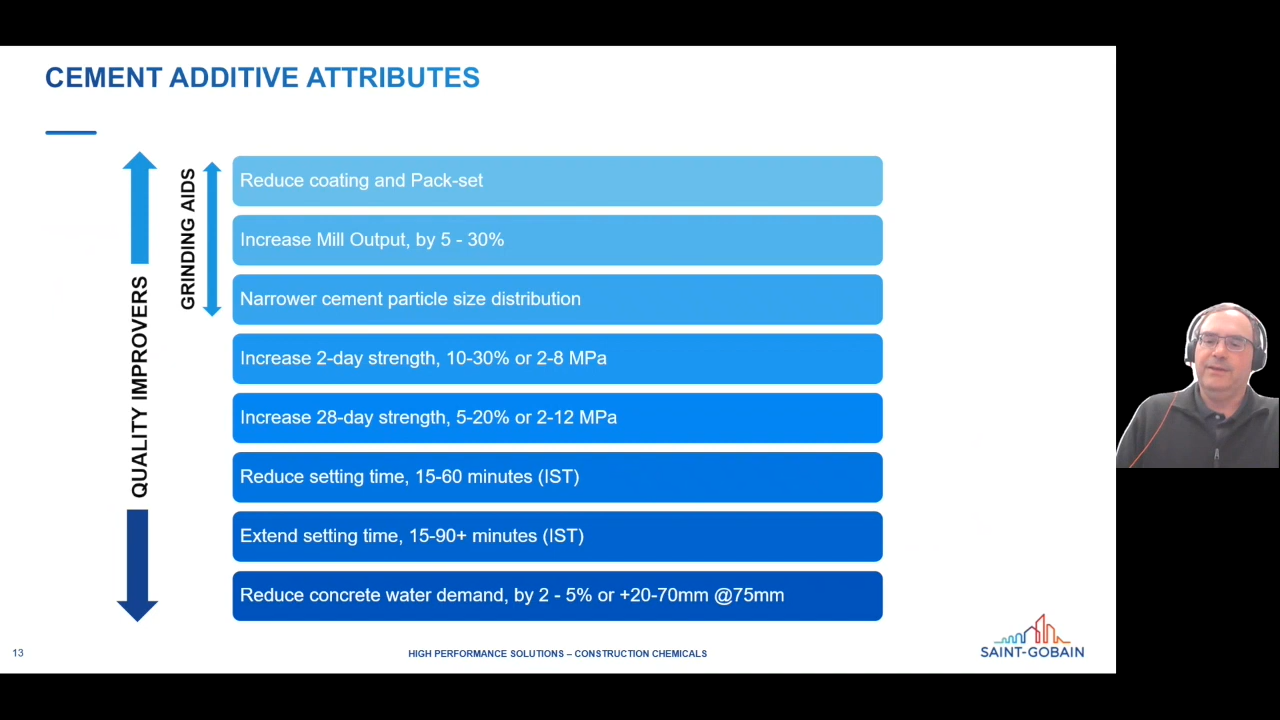 CEMENT ADDITIVE ATTRIBUTES
QUALITY IMPROVERS
GRINDING AIDS
Reduce coating and Pack-set
Increase Mill Output, by 5 - 30%
Narrower cement particle size distribution
Increase 2-day strength, 10-30% or 2-8 MPa
Increase 28-day strength, 5-20% or 2-12 MPa
Reduce setting time, 15-60 minutes (IST)
Extend setting time, 15-90+ minutes (IST)
Reduce concrete water demand, by 2 - 5% or +20-70mm @75mm
13
HIGH PERFORMANCE SOLUTIONS – CONSTRUCTION CHEMICALS
SAINT-GOBAIN